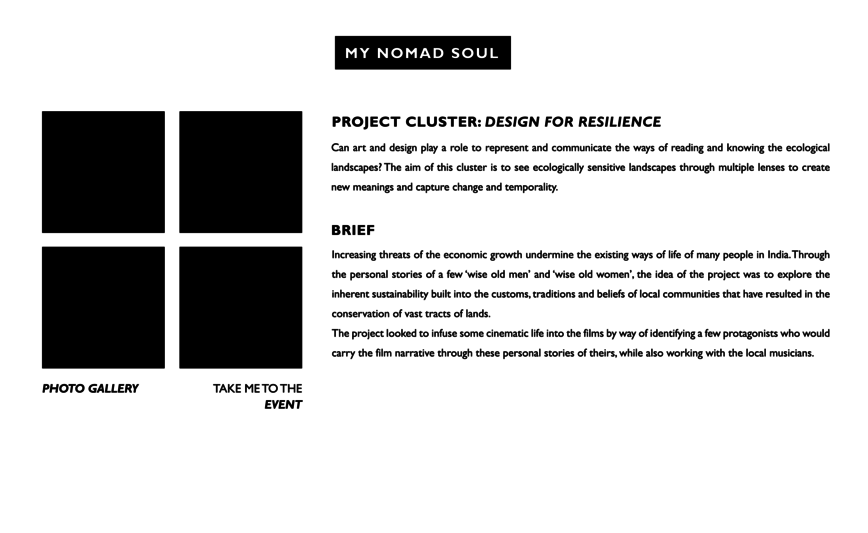 MY NOMAD SOUL
PROJECT CLUSTER: DESIGN FOR RESILIENCE
Can art and design play a role to represent and communicate the ways of reading and knowing the ecological
landscapes? The aim of this cluster is to see ecologically sensitive landscapes through multiple lenses to create
new meanings and capture change and temporality.
BRIEF
Increasing threats of the economic growth undermine the existing ways of life of many people in India. Through
the personal stories of a few ‘wise old men’ and ‘wise old women’, the idea of the project was to explore the
inherent sustainability built into the customs, traditions and beliefs of local communities that have resulted in the
conservation of vast tracts of lands.
The project looked to infuse some cinematic life into the films by way of identifying a few protagonists who would
carry the film narrative through these personal stories of theirs, while also working with the local musicians.
PHOTO GALLERY
TAKE ME TO THE
EVENT